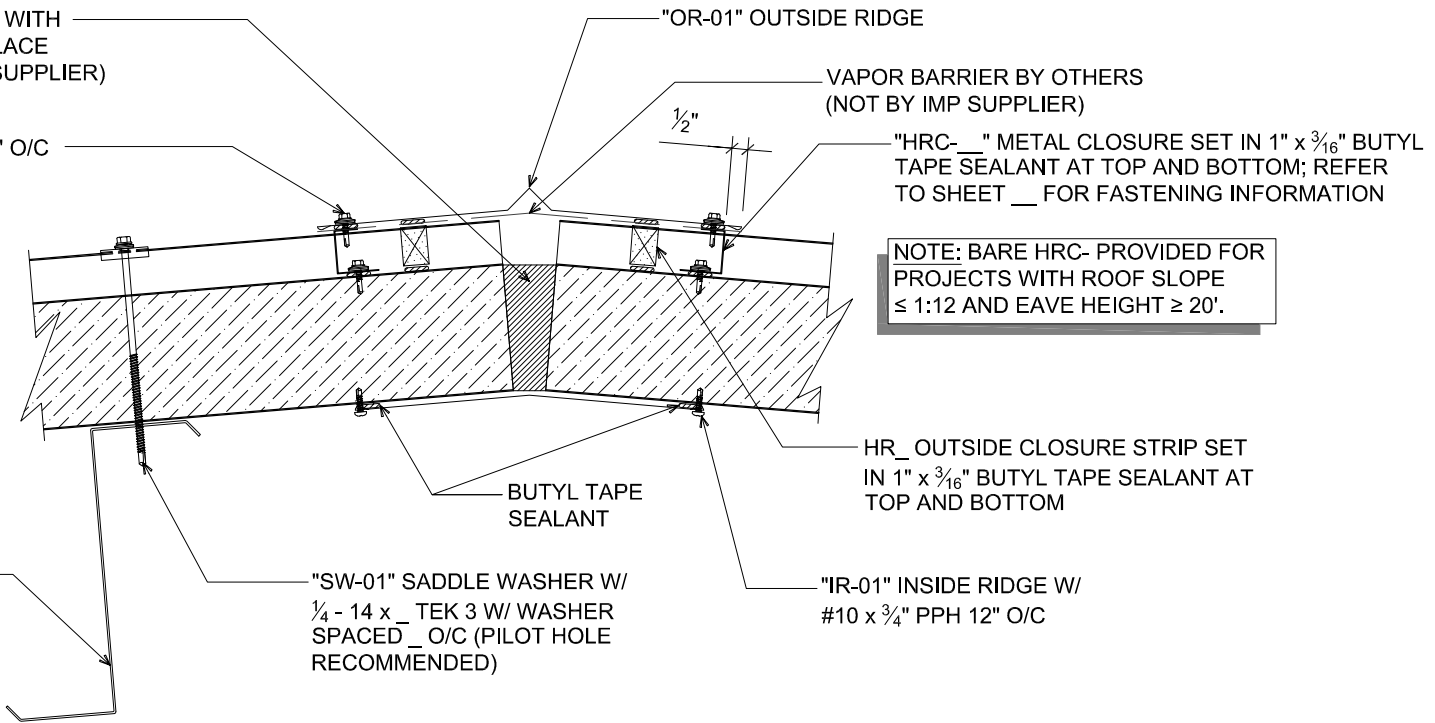 WITH
LACE
SUPPLIER)
" O/C
"OR-01" OUTSIDE RIDGE
VAPOR BARRIER BY OTHERS
(NOT BY IMP SUPPLIER)
½"
"HRC-__" METAL CLOSURE SET IN 1" x 3⁄16" BUTYL
TAPE SEALANT AT TOP AND BOTTOM; REFER
TO SHEET __ FOR FASTENING INFORMATION
NOTE: BARE HRC- PROVIDED FOR
PROJECTS WITH ROOF SLOPE
≤ 1:12 AND EAVE HEIGHT ≥ 20'.
HR_ OUTSIDE CLOSURE STRIP SET
IN 1" x 3⁄16" BUTYL TAPE SEALANT AT
TOP AND BOTTOM
BUTYL TAPE
SEALANT
"SW-01" SADDLE WASHER W/
¼ - 14 x _ TEK 3 W/ WASHER
SPACED _ O/C (PILOT HOLE
RECOMMENDED)
"IR-01" INSIDE RIDGE W/
#10 x ¾" PPH 12" O/C